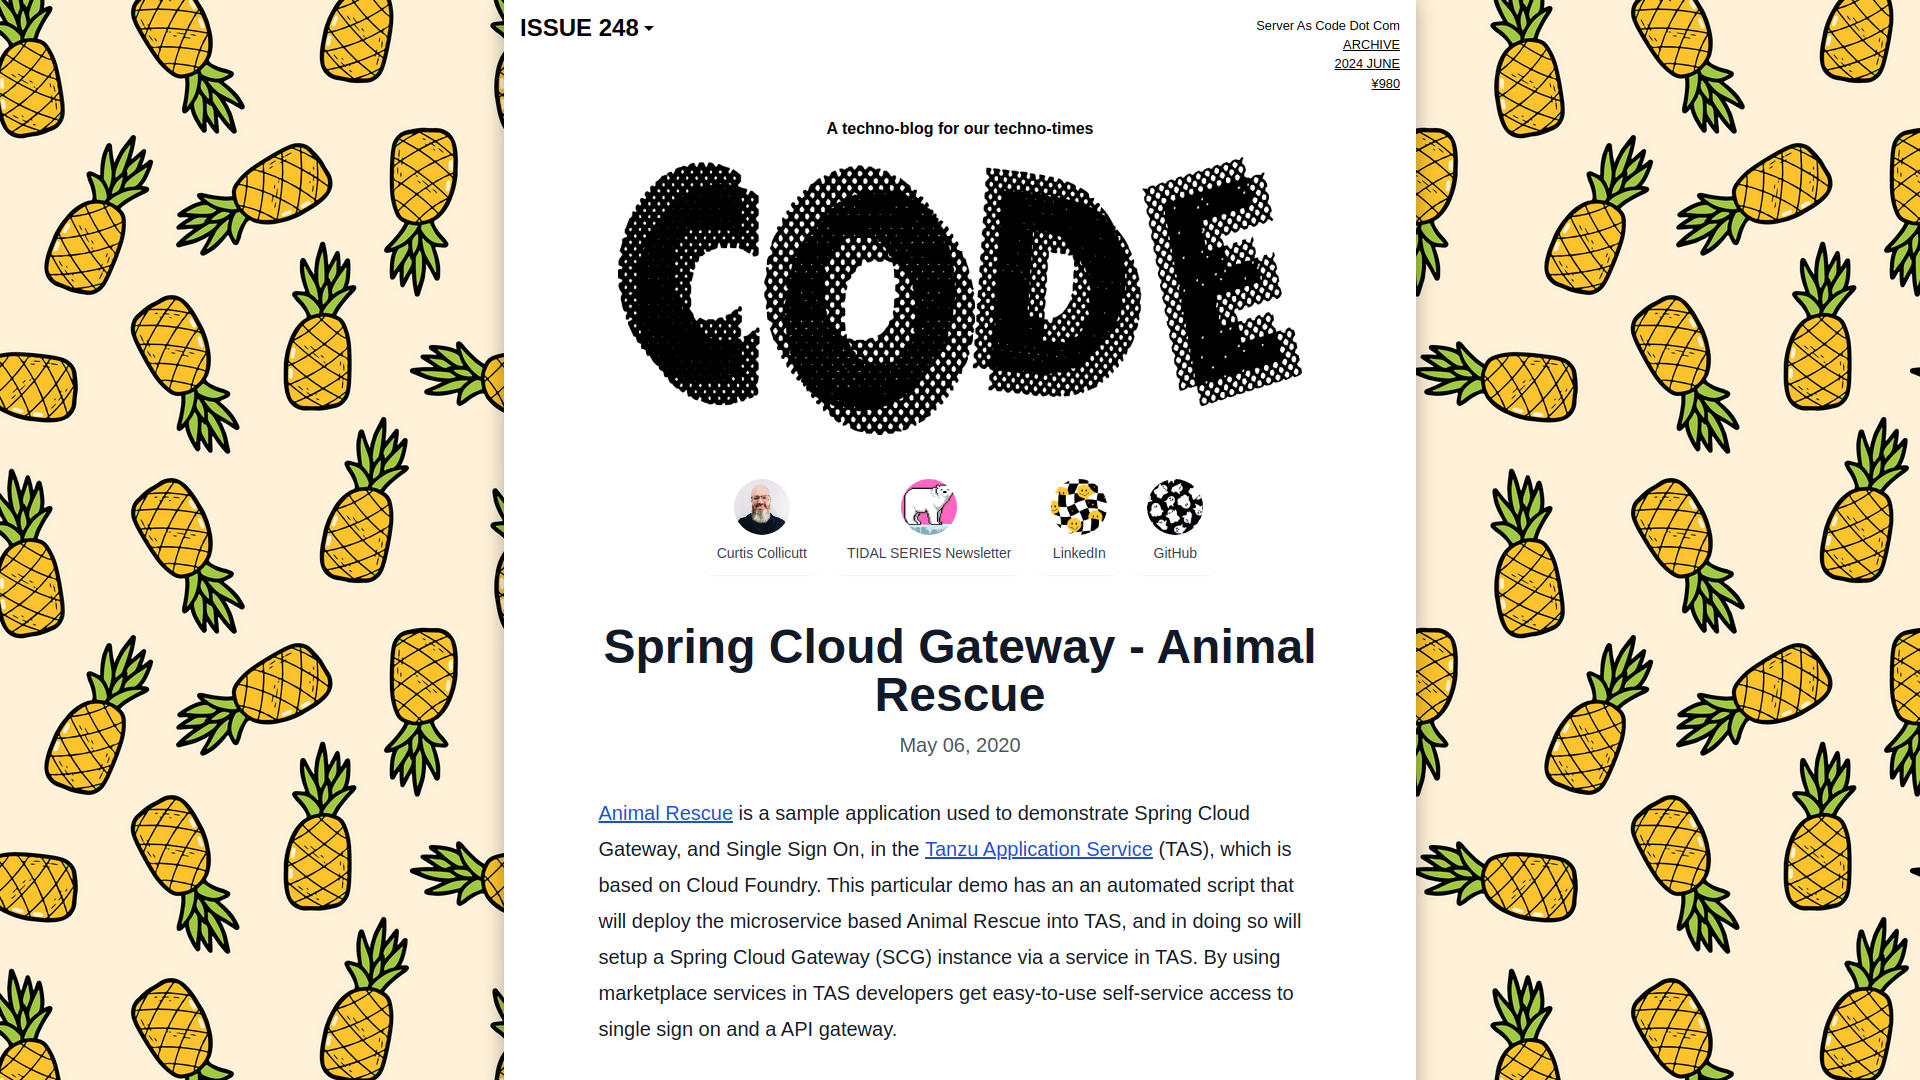 ISSUE 248
Server As Code Dot Com
ARCHIVE
2024 JUNE
¥980
A techno-blog for our techno-times
CODE
Curtis Collicutt
TIDAL SERIES Newsletter
LinkedIn
GitHub
Spring Cloud Gateway - Animal
Rescue
May 06, 2020
Animal Rescue is a sample application used to demonstrate Spring Cloud
Gateway, and Single Sign On, in the Tanzu Application Service (TAS), which is
based on Cloud Foundry. This particular demo has an an automated script that
will deploy the microservice based Animal Rescue into TAS, and in doing so will
setup a Spring Cloud Gateway (SCG) instance via a service in TAS. By using
marketplace services in TAS developers get easy-to-use self-service access to
single sign on and a API gateway.